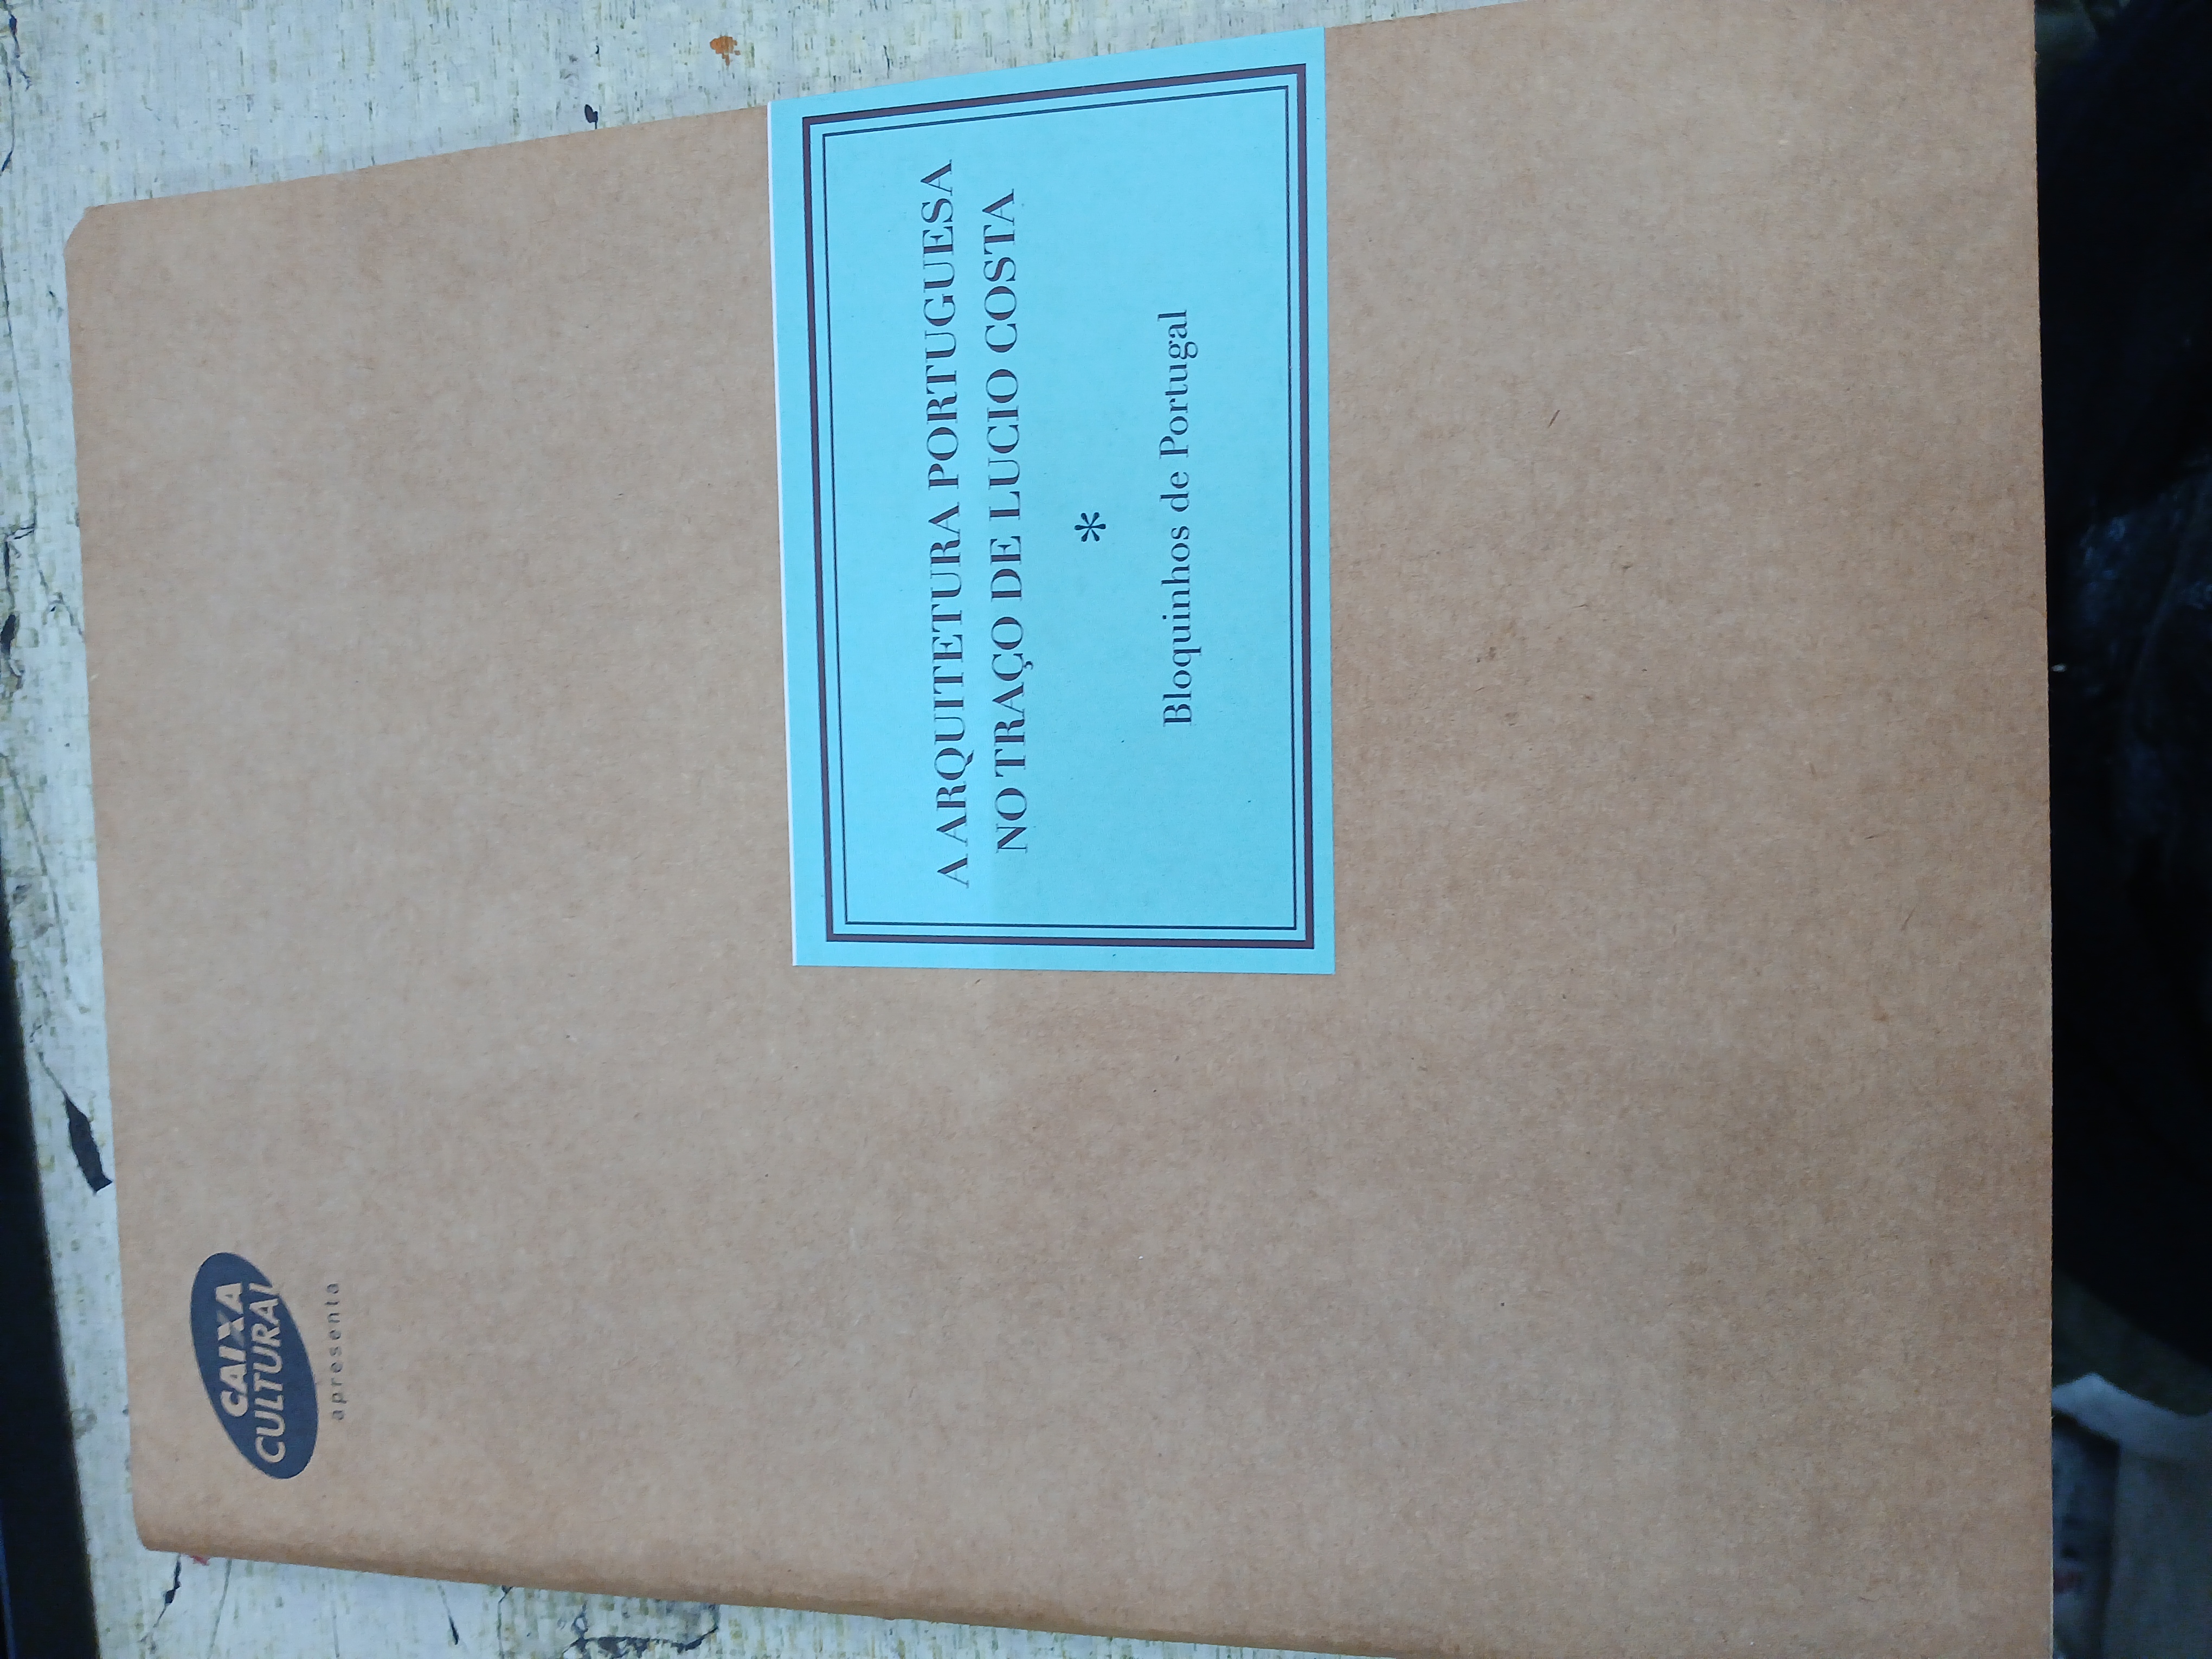 CAIXA
CULTURAL
apresenta
A ARQUITETURA PORTUGUESA
NO TRAÇO DE LUCIO COSTA
*
Bloquinhos de Portugal